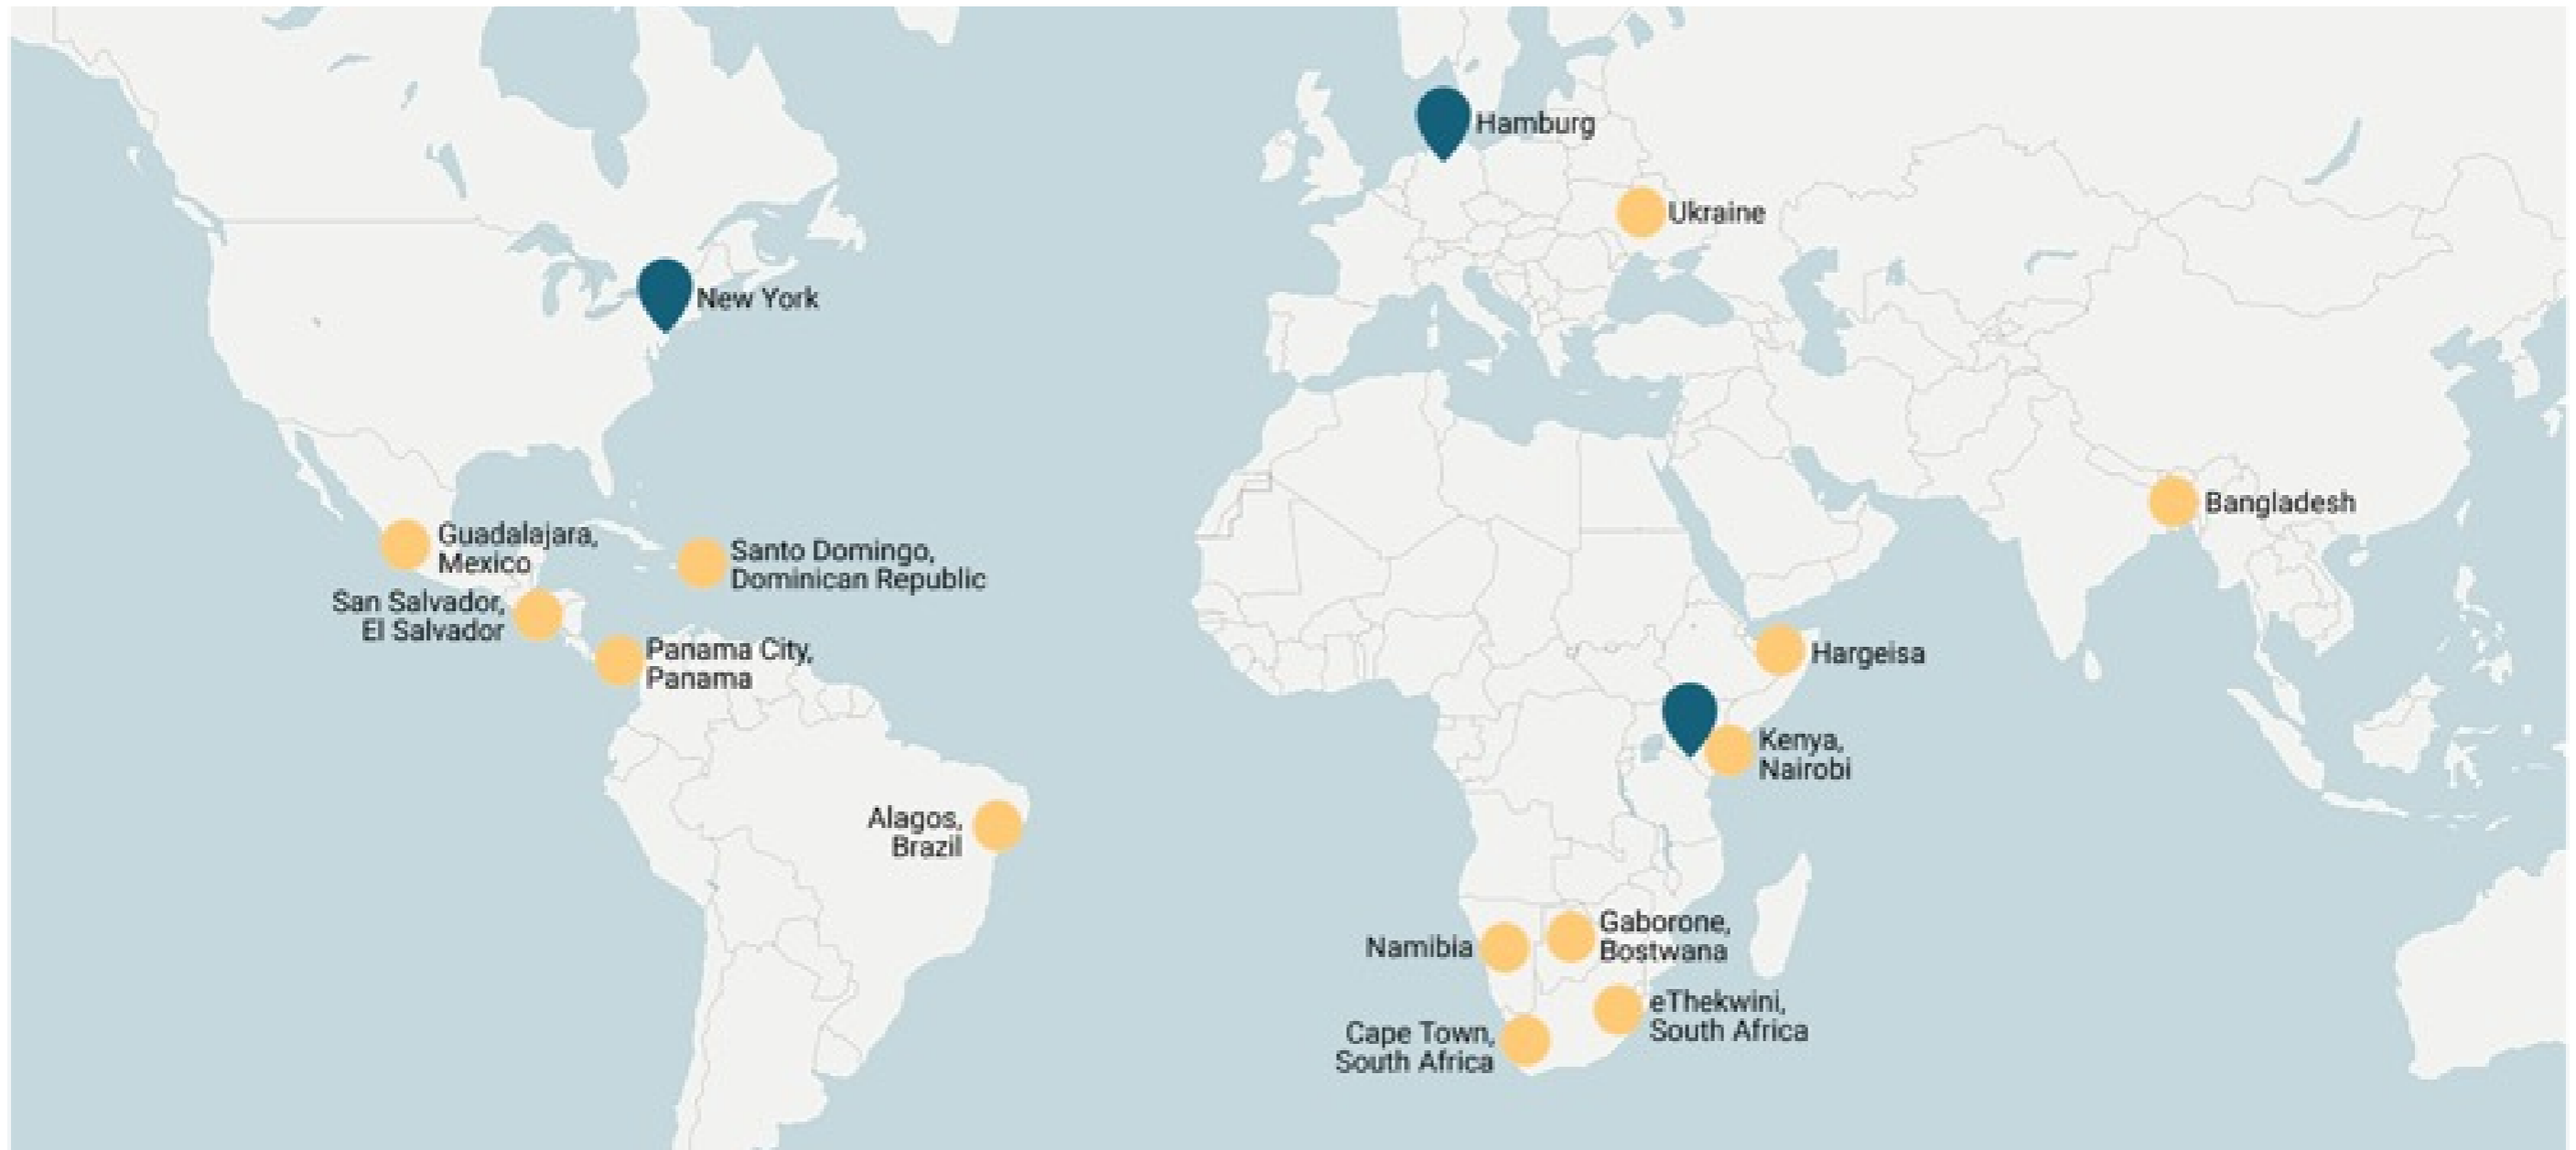 Hamburg
Ukraine
New York
Bangladesh
Guadalajara,
Mexico
Santo Domingo,
Dominican Republic
San Salvador,
El Salvador
Panama City,
Panama
Hargeisa
Kenya,
Nairobi
Alagos,
Brazil
Namibia
Gaborone,
Bostwana
eThekwini,
South Africa
Cape Town,
South Africa